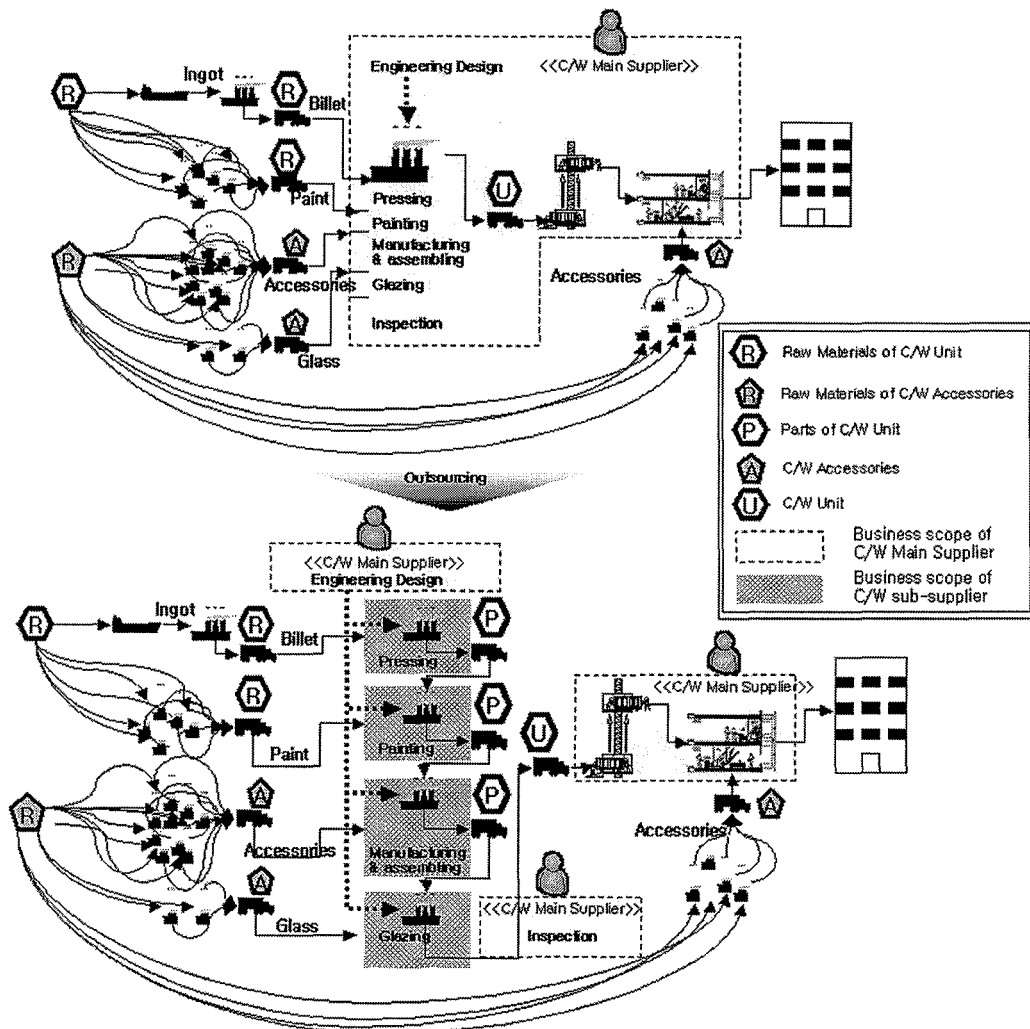 Engineering Design
<<C/W Main Supplier>>
Ingot
R
R
Billet
R
Paint
U
Pressing
Painting
Manufacturing
& assembling
Glazing
Inspection
R
A
Accessories
A
Glass
Accessories
A
R Raw Materials of C/W Unit
R Raw Materials of C/W Accessories
P Parts of C/W Unit
A C/W Accessories
U C/W Unit
Business scope of
C/W Main Supplier
Business scope of
C/W sub-supplier
Outsourcing
<<C/W Main Supplier>>
Engineering Design
Ingot
R
R
Billet
P
Pressing
R
Paint
P
Painting
U
<<C/W Main Supplier>>
R
A
Accessories
P
Manufacturing
& assembling
Accessories
A
A
Glass
Glazing
<<C/W Main Supplier>>
Inspection